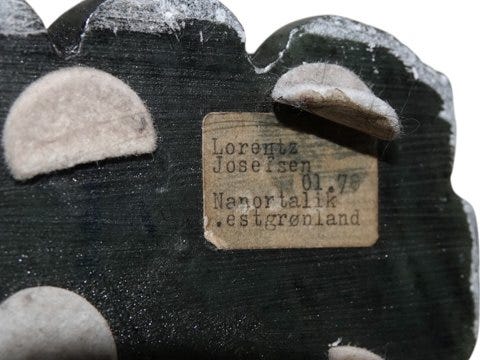 Lorentz
Josefsen
01.78
Nanortalik
.estgrønland